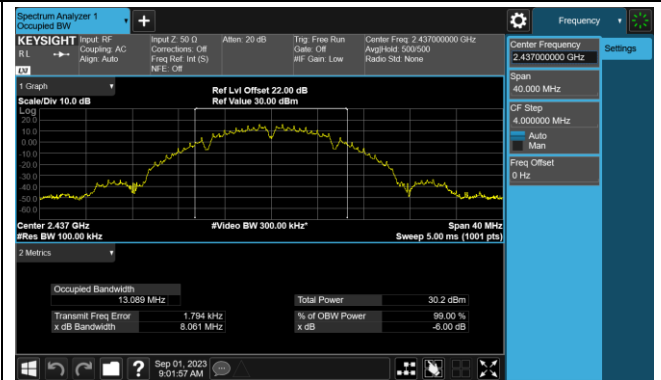 Spectrum Analyzer 1
Occupied BW
+
Frequency
KEYSIGHT
Input: RF
Coupling: AC
Align: Auto
Input Z: 50 Ω
Corrections: Off
Freq Ref: Int (S)
NFE: Off
Atten: 20 dB
Trig: Free Run
Gate: Off
#IF Gain: Low
Center Freq: 2.437000000 GHz
Avg|Hold: 500/500
Radio Std: None
RL
LXI
Center Frequency
2.437000000 GHz
Settings
Span
40.000 MHz
CF Step
4.000000 MHz
Auto
Man
Freq Offset
0 Hz
1 Graph
Scale/Div 10.0 dB
Ref Lvl Offset 22.00 dB
Ref Value 30.00 dBm
Log
20.0
10.0
0.00
-10.0
-20.0
-30.0
-40.0
-50.0
-60.0
Center 2.437 GHz
#Res BW 100.00 kHz
#Video BW 300.00 kHz*
Span 40 MHz
Sweep 5.00 ms (1001 pts)
2 Metrics
Occupied Bandwidth
13.089 MHz
Total Power 30.2 dBm
Transmit Freq Error 1.794 kHz
% of OBW Power 99.00 %
x dB Bandwidth 8.061 MHz
x dB -6.00 dB
?
Sep 01, 2023
9:01:57 AM